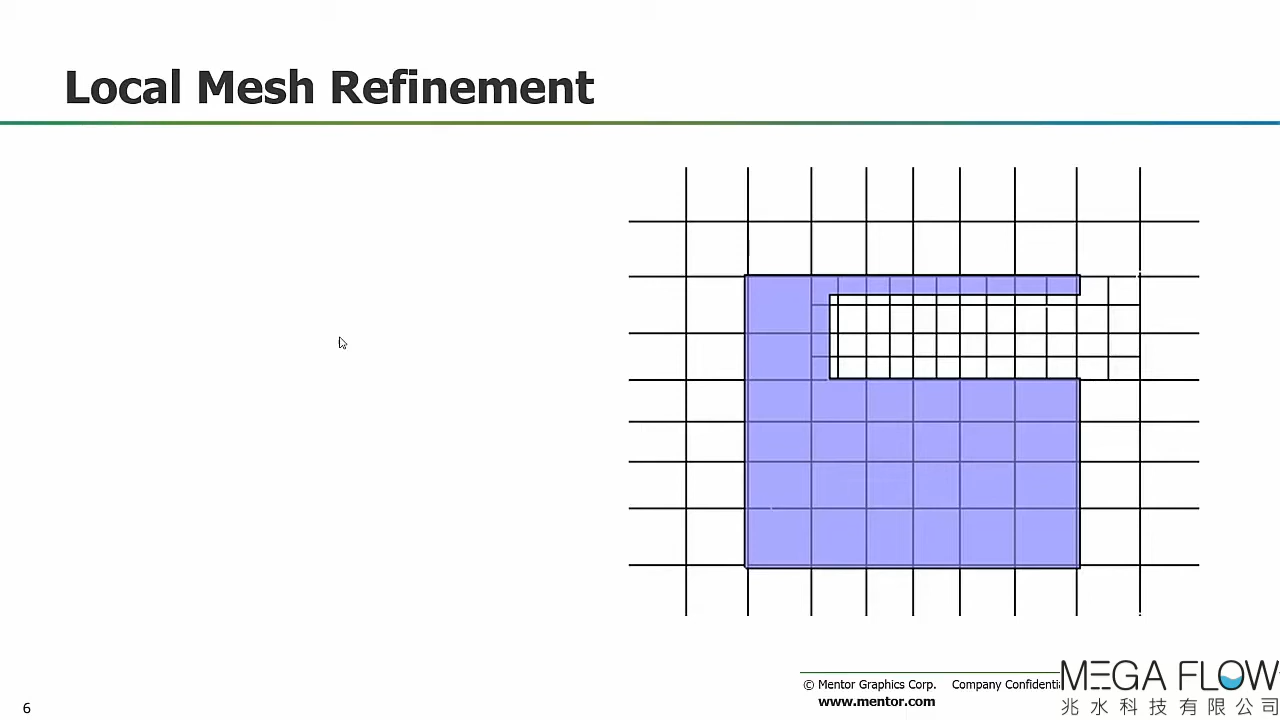 Local Mesh Refinement
© Mentor Graphics Corp. Company
www.mentor.com
MEGA FLOW
兆水科技有限公司
6